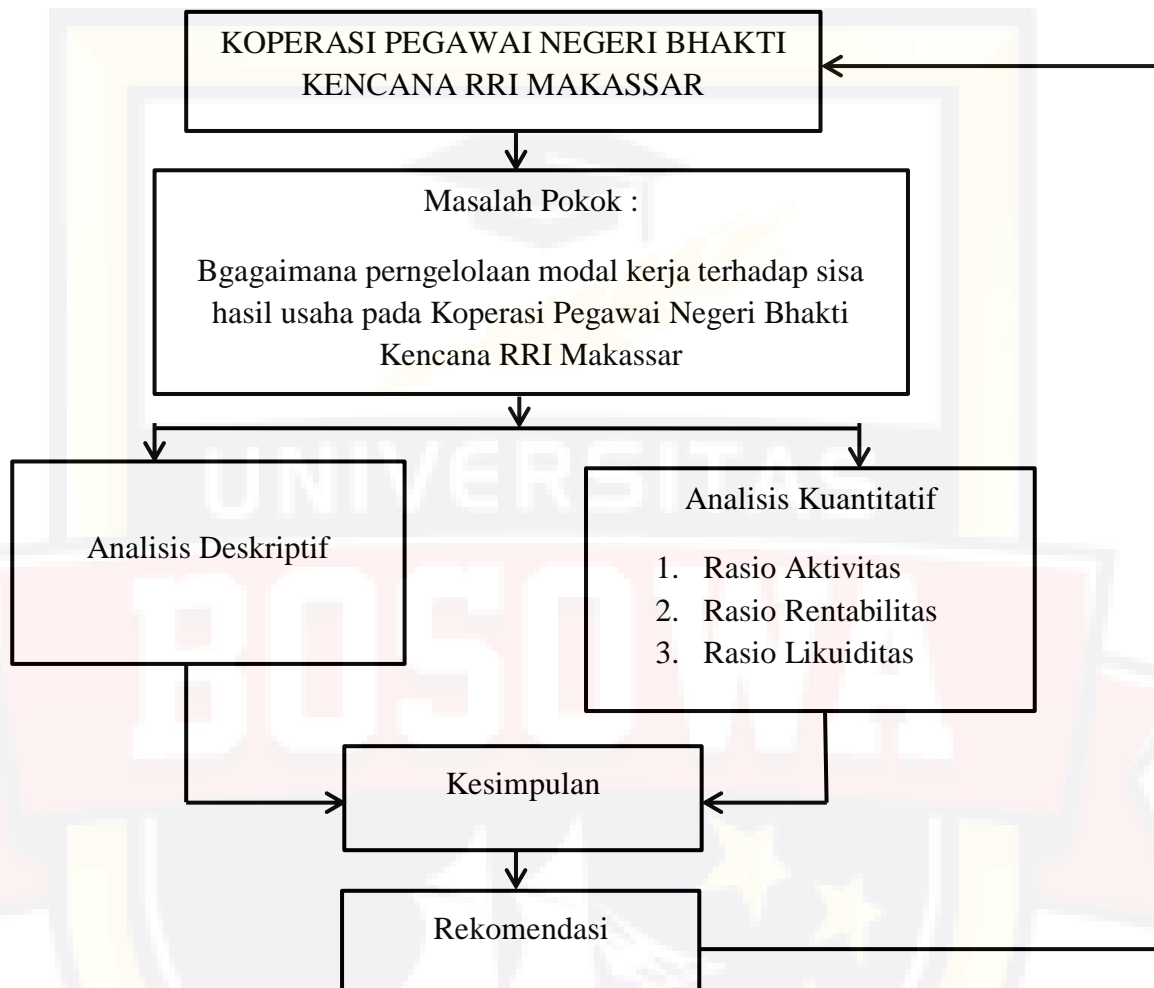 KOPERASI PEGAWAI NEGERI BHAKTI
KENCANA RRI MAKASSAR
Masalah Pokok :
Bgagaimana perngelolaan modal kerja terhadap sisa
hasil usaha pada Koperasi Pegawai Negeri Bhakti
Kencana RRI Makassar
UNIVERSITAS
Analisis Deskriptif
Analisis Kuantitatif
1. Rasio Aktivitas
2. Rasio Rentabilitas
3. Rasio Likuiditas
BOSOWA
Kesimpulan
Rekomendasi